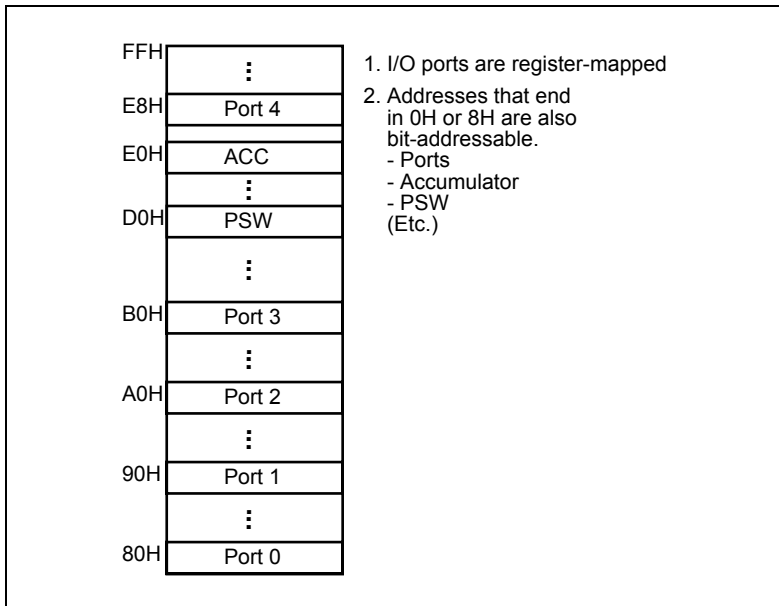 FFH
⋮
E8H Port 4
E0H ACC
⋮
D0H PSW
⋮
B0H Port 3
⋮
A0H Port 2
⋮
90H Port 1
⋮
80H Port 0
1. I/O ports are register-mapped
2. Addresses that end
in 0H or 8H are also
bit-addressable.
- Ports
- Accumulator
- PSW
(Etc.)